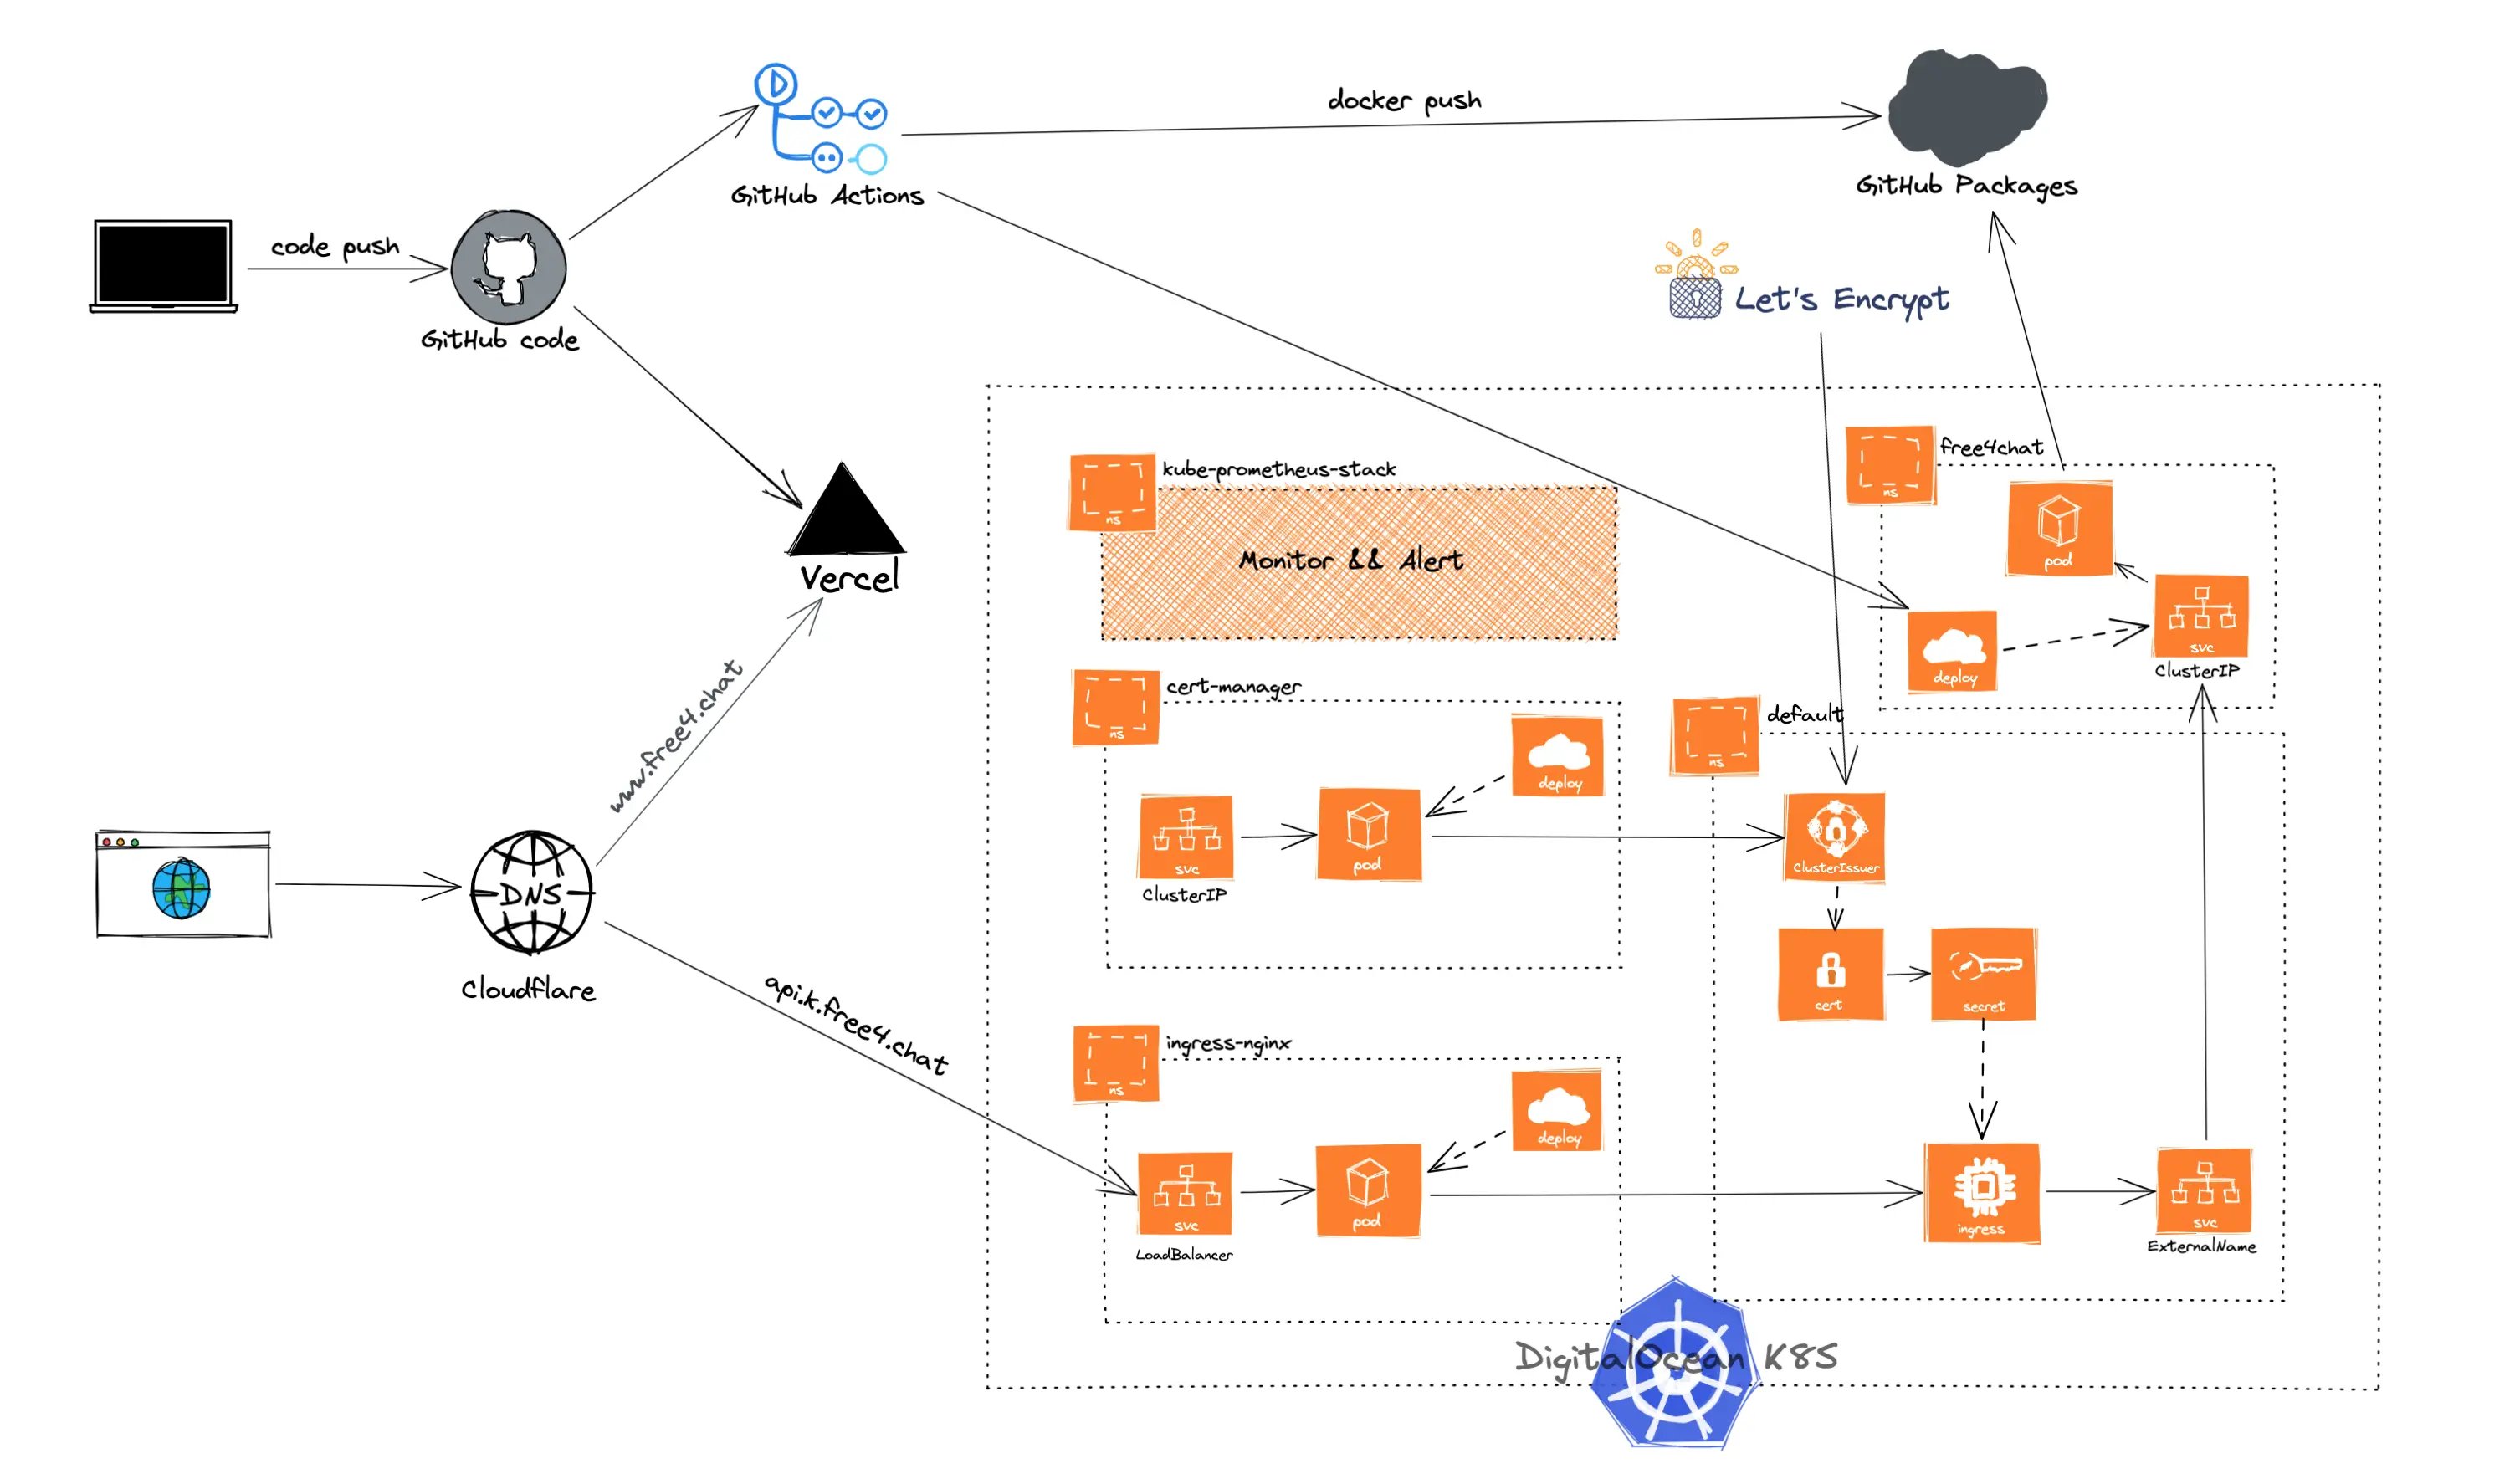 docker push
GitHub Packages
GitHub Actions
code push
GitHub code
Let's Encrypt
Vercel
www.free4.chat
DNS
Cloudflare
api.k.free4.chat
kube-prometheus-stack
ns
Monitor && Alert
free4chat
ns
pod
svc
ClusterIP
deploy
cert-manager
ns
deploy
svc
ClusterIP
pod
default
ns
ClusterIssuer
cert
secret
ingress-nginx
ns
deploy
svc
LoadBalancer
pod
ingress
svc
ExternalName
DigitalOcean K8S